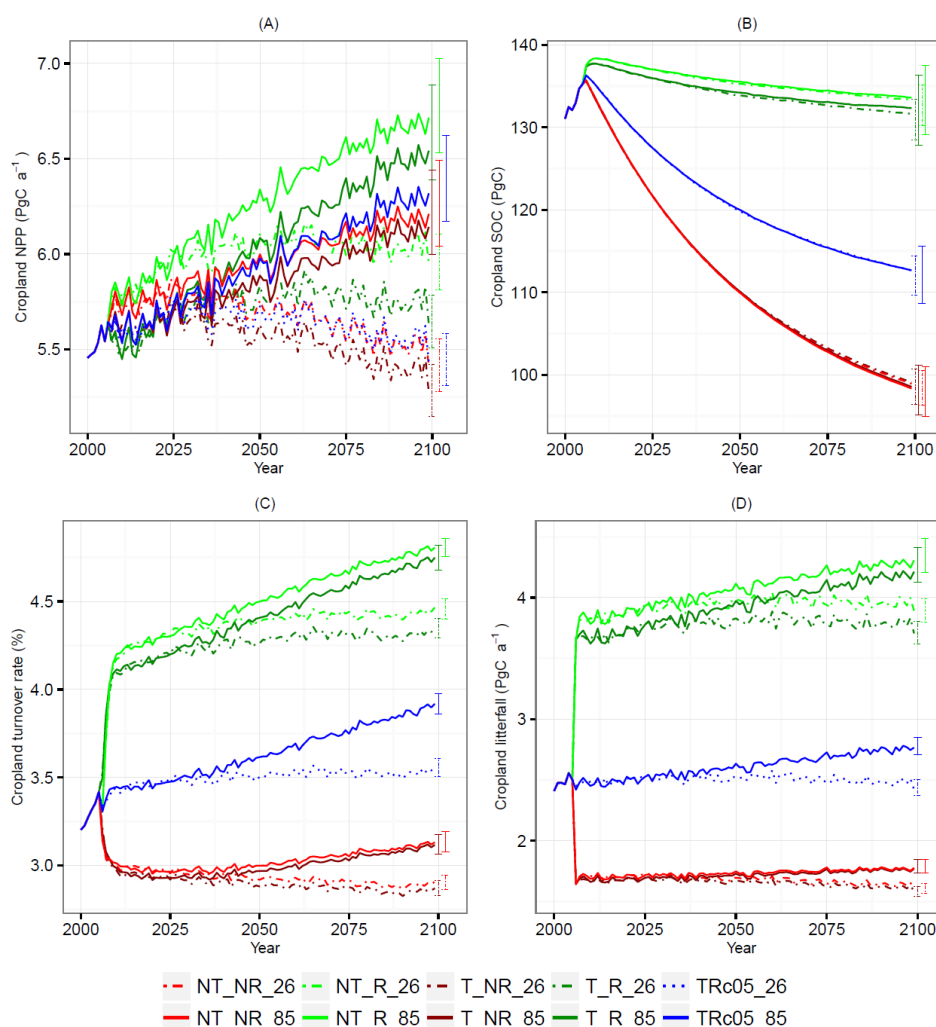 (A)
Cropland NPP (PgC a⁻¹)
7.0
6.5
6.0
5.5
2000 2025 2050 2075 2100
Year
(B)
Cropland SOC (PgC)
140
130
120
110
100
2000 2025 2050 2075 2100
Year
(C)
Cropland turnover rate (%)
4.5
4.0
3.5
3.0
2000 2025 2050 2075 2100
Year
(D)
Cropland litterfall (PgC a⁻¹)
4
3
2
2000 2025 2050 2075 2100
Year
NT_NR_26 NT_R_26 T_NR_26 T_R_26 TRc05_26
NT_NR_85 NT_R_85 T_NR_85 T_R_85 TRc05_85